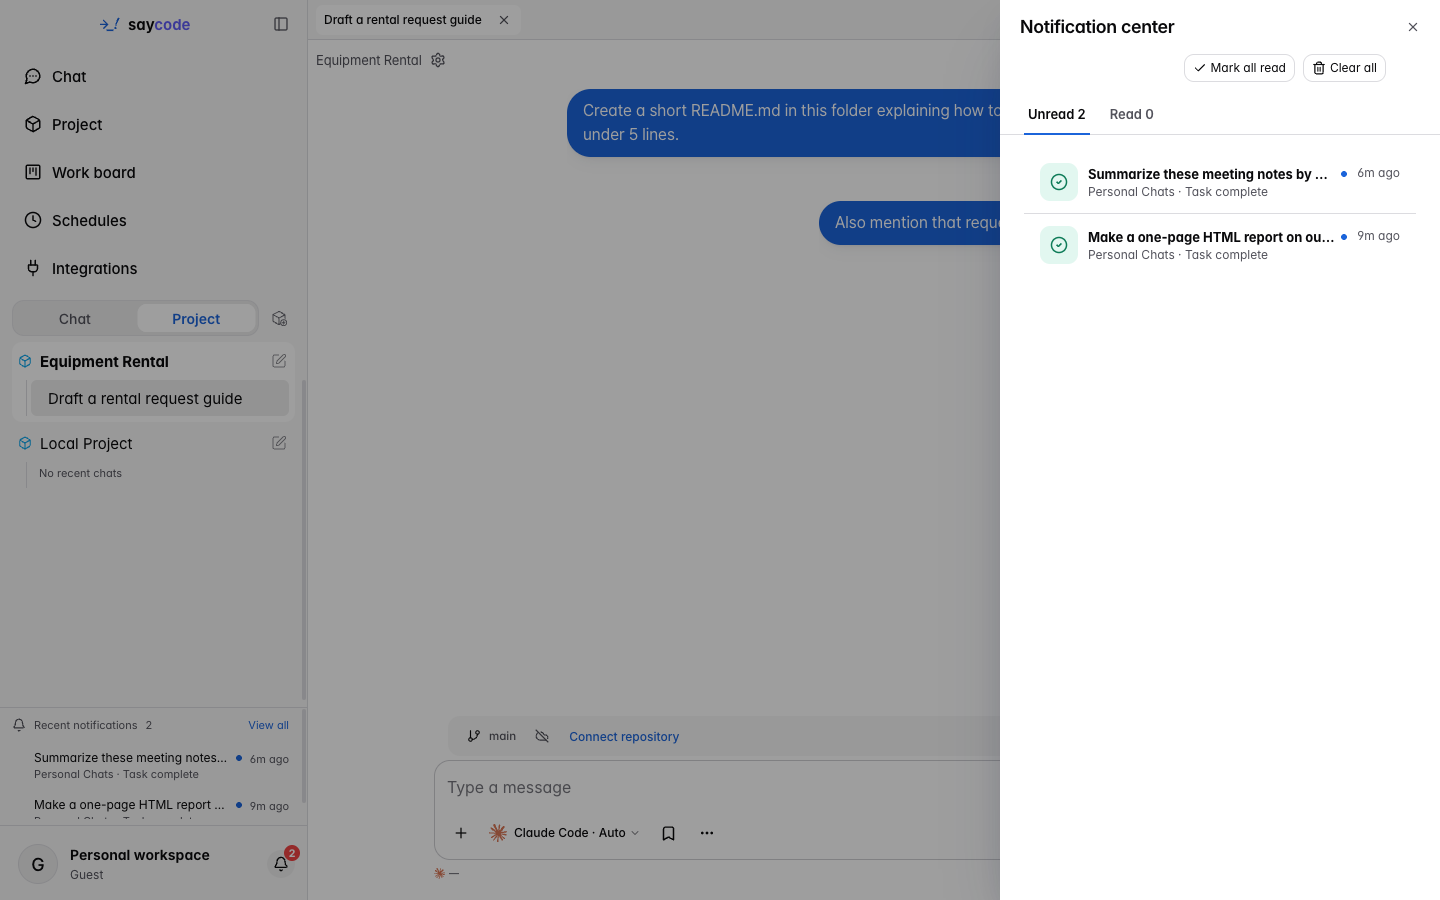 saycode
Chat
Project
Work board
Schedules
Integrations
Chat
Project
Equipment Rental
Draft a rental request guide
Local Project
No recent chats
Recent notifications 2
View all
Summarize these meeting notes... 6m ago
Personal Chats · Task complete
Make a one-page HTML report ... 9m ago
G
Personal workspace
Guest
2
Draft a rental request guide
Equipment Rental
Create a short README.md in this folder explaining how to
under 5 lines.
Also mention that reque
main
Connect repository
Type a message
Claude Code · Auto
—
Notification center
Mark all read
Clear all
Unread 2
Read 0
Summarize these meeting notes by ... 6m ago
Personal Chats · Task complete
Make a one-page HTML report on ou... 9m ago
Personal Chats · Task complete